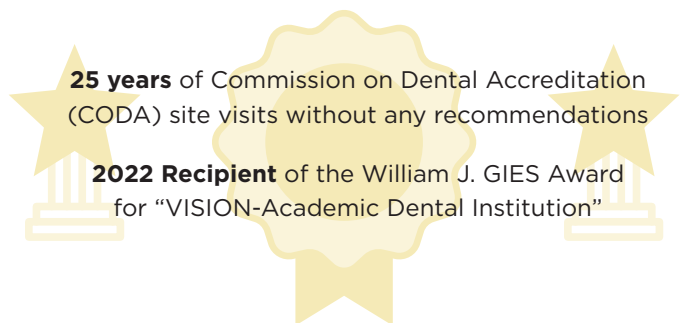 25 years of Commission on Dental Accreditation
(CODA) site visits without any recommendations
2022 Recipient of the William J. GIES Award
for “VISION-Academic Dental Institution”